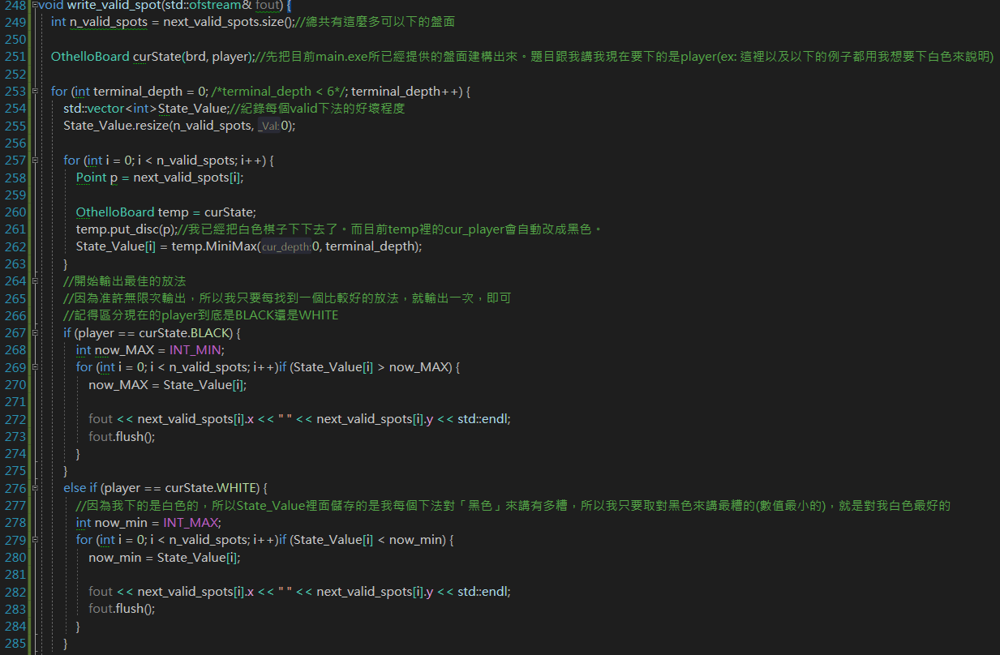 248 void write_valid_spot(std::ofstream& fout) {
249 int n_valid_spots = next_valid_spots.size();//總共有這麼多可以下的盤面
250
251 OthelloBoard curState(brd, player);//先把目前main.exe所已經提供的盤面建構出來。題目跟我講我現在要下的是player(ex: 這裡以及以下的例子都用我想要下白色來說明)
252
253 for (int terminal_depth = 0; /*terminal_depth < 6*/; terminal_depth++) {
254 std::vector<int>State_Value;//紀錄每個valid下法的好壞程度
255 State_Value.resize(n_valid_spots, _Val:0);
256
257 for (int i = 0; i < n_valid_spots; i++) {
258 Point p = next_valid_spots[i];
259
260 OthelloBoard temp = curState;
261 temp.put_disc(p);//我已經把白色棋子下下去了。而目前temp裡的cur_player會自動改成黑色。
262 State_Value[i] = temp.MiniMax(cur_depth:0, terminal_depth);
263 }
264 //開始輸出最佳的放法
265 //因為准許無限次輸出，所以我只要每找到一個比較好的放法，就輸出一次，即可
266 //記得區分現在的player到底是BLACK還是WHITE
267 if (player == curState.BLACK) {
268 int now_MAX = INT_MIN;
269 for (int i = 0; i < n_valid_spots; i++)if (State_Value[i] > now_MAX) {
270 now_MAX = State_Value[i];
271
272 fout << next_valid_spots[i].x << " " << next_valid_spots[i].y << std::endl;
273 fout.flush();
274 }
275 }
276 else if (player == curState.WHITE) {
277 //因為我下的是白色的，所以State_Value裡面儲存的是我每個下法對「黑色」來講有多糟，所以我只要取對黑色來講最糟的(數值最小的)，就是對我白色最好的
278 int now_min = INT_MAX;
279 for (int i = 0; i < n_valid_spots; i++)if (State_Value[i] < now_min) {
280 now_min = State_Value[i];
281
282 fout << next_valid_spots[i].x << " " << next_valid_spots[i].y << std::endl;
283 fout.flush();
284 }
285 }